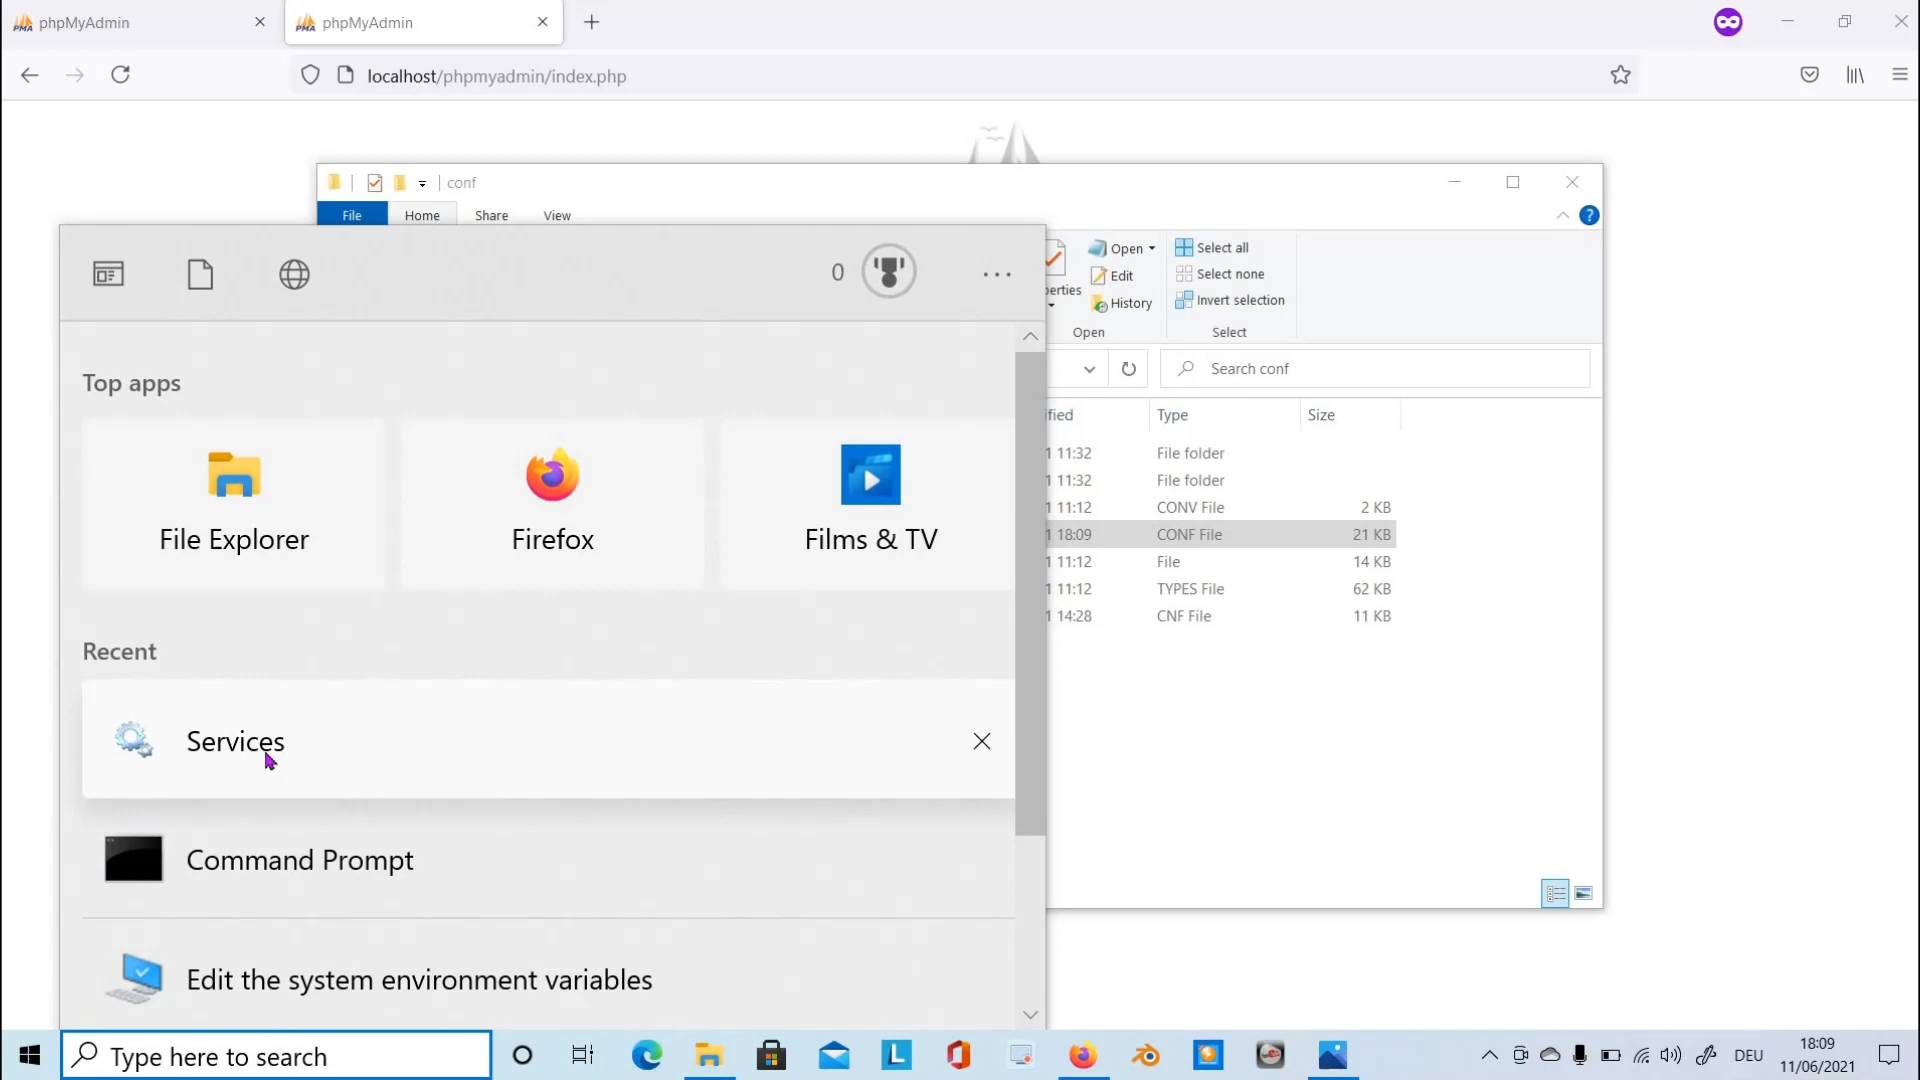 phpMyAdmin
phpMyAdmin
localhost/phpmyadmin/index.php
conf
File Home Share View
0
Open
Edit
erties
History
Open
Select all
Select none
Invert selection
Select
Search conf
ified Type Size
1 11:32 File folder
1 11:32 File folder
1 11:12 CONV File 2 KB
1 18:09 CONF File 21 KB
1 11:12 File 14 KB
1 11:12 TYPES File 62 KB
1 14:28 CNF File 11 KB
Top apps
File Explorer
Firefox
Films & TV
Recent
Services
Command Prompt
Edit the system environment variables
Type here to search
DEU
18:09
11/06/2021